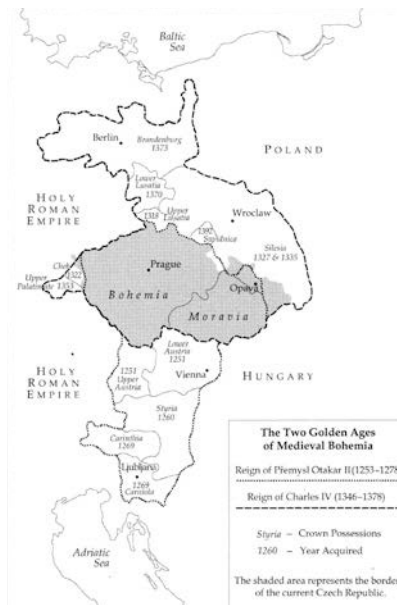 Baltic
Sea
Berlin
Brandenburg
1373
POLAND
Lower
Lusatia
1370
HOLY
ROMAN
EMPIRE
1319
Upper
Lusatia
Wroclaw
1392
Svídnica
Silesia
1327 & 1335
Cheb
1322
Prague
Upper
Palatinate
1353
Opava
Bohemia
Moravia
Lower
Austria
1251
HOLY
ROMAN
EMPIRE
1251
Upper
Austria
Vienna
HUNGARY
Styria
1260
Carinthia
1269
Ljubljana
1269
Carniola
Adriatic
Sea
The Two Golden Ages
of Medieval Bohemia
Reign of Přemysl Otakar II (1253–1278
Reign of Charles IV (1346–1378)
Styria – Crown Possessions
1260 – Year Acquired
The shaded area represents the border
of the current Czech Republic.